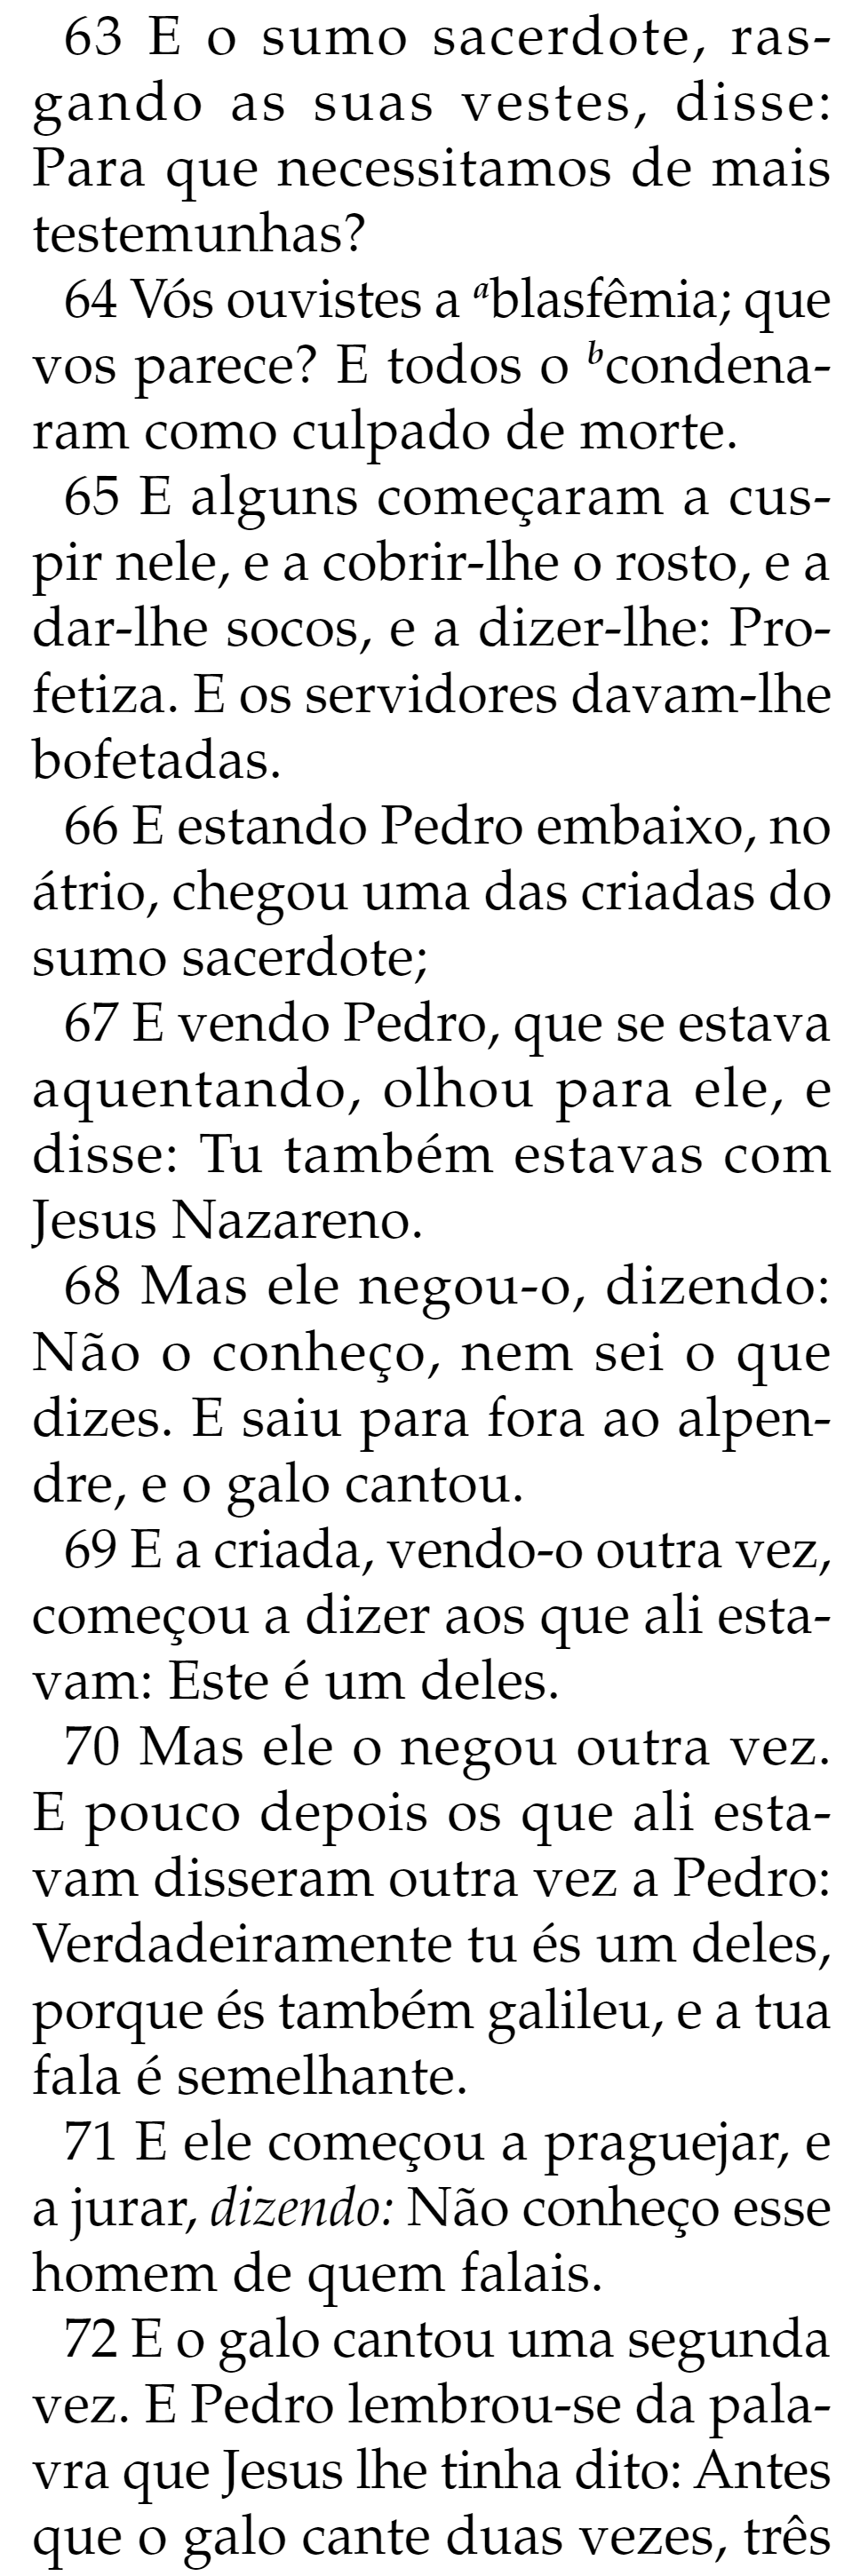 63 E o sumo sacerdote, ras-
gando as suas vestes, disse:
Para que necessitamos de mais
testemunhas?
64 Vós ouvistes a ᵃblasfêmia; que
vos parece? E todos o ᵇcondena-
ram como culpado de morte.
65 E alguns começaram a cus-
pir nele, e a cobrir-lhe o rosto, e a
dar-lhe socos, e a dizer-lhe: Pro-
fetiza. E os servidores davam-lhe
bofetadas.
66 E estando Pedro embaixo, no
átrio, chegou uma das criadas do
sumo sacerdote;
67 E vendo Pedro, que se estava
aquentando, olhou para ele, e
disse: Tu também estavas com
Jesus Nazareno.
68 Mas ele negou-o, dizendo:
Não o conheço, nem sei o que
dizes. E saiu para fora ao alpen-
dre, e o galo cantou.
69 E a criada, vendo-o outra vez,
começou a dizer aos que ali esta-
vam: Este é um deles.
70 Mas ele o negou outra vez.
E pouco depois os que ali esta-
vam disseram outra vez a Pedro:
Verdadeiramente tu és um deles,
porque és também galileu, e a tua
fala é semelhante.
71 E ele começou a praguejar, e
a jurar, dizendo: Não conheço esse
homem de quem falais.
72 E o galo cantou uma segunda
vez. E Pedro lembrou-se da pala-
vra que Jesus lhe tinha dito: Antes
que o galo cante duas vezes, três